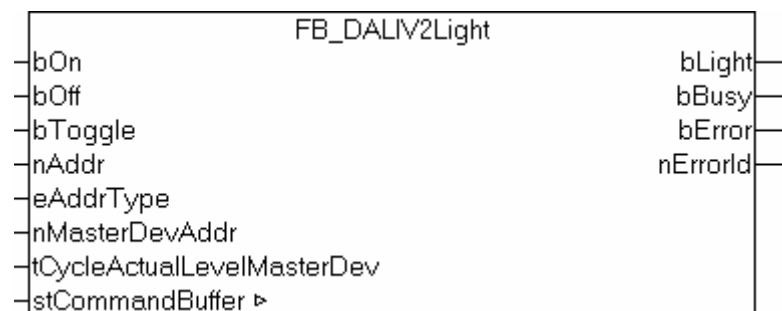 FB_DALIV2Light
bOn bLight
bOff bBusy
bToggle bError
nAddr nErrorId
eAddrType
nMasterDevAddr
tCycleActualLevelMasterDev
stCommandBuffer ▹